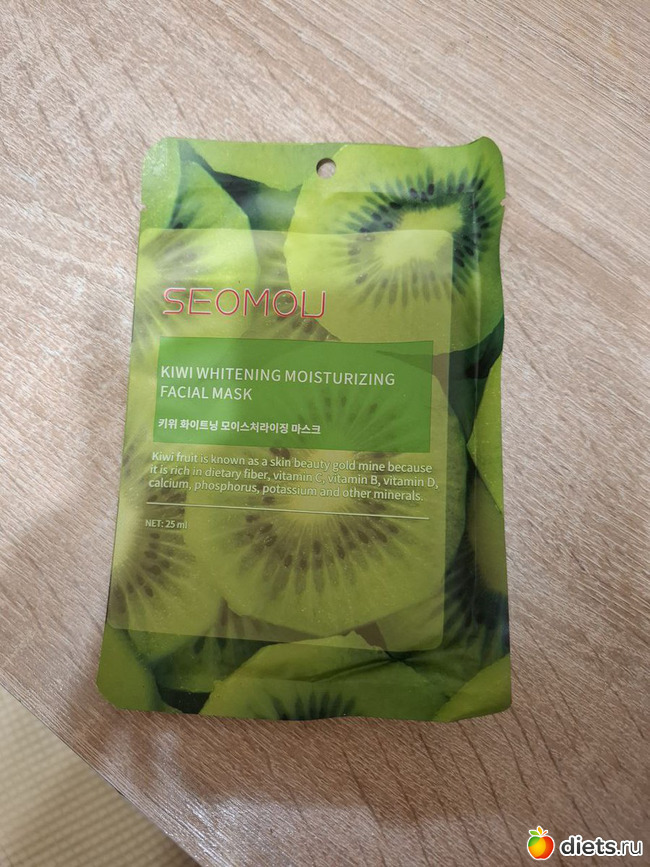 SEOMOU
KIWI WHITENING MOISTURIZING
FACIAL MASK
키위 화이트닝 모이스처라이징 마스크
Kiwi fruit is known as a skin beauty gold mine because
it is rich in dietary fiber, vitamin C, vitamin B, vitamin D,
calcium, phosphorus, potassium and other minerals.
NET: 25 ml
diets.ru